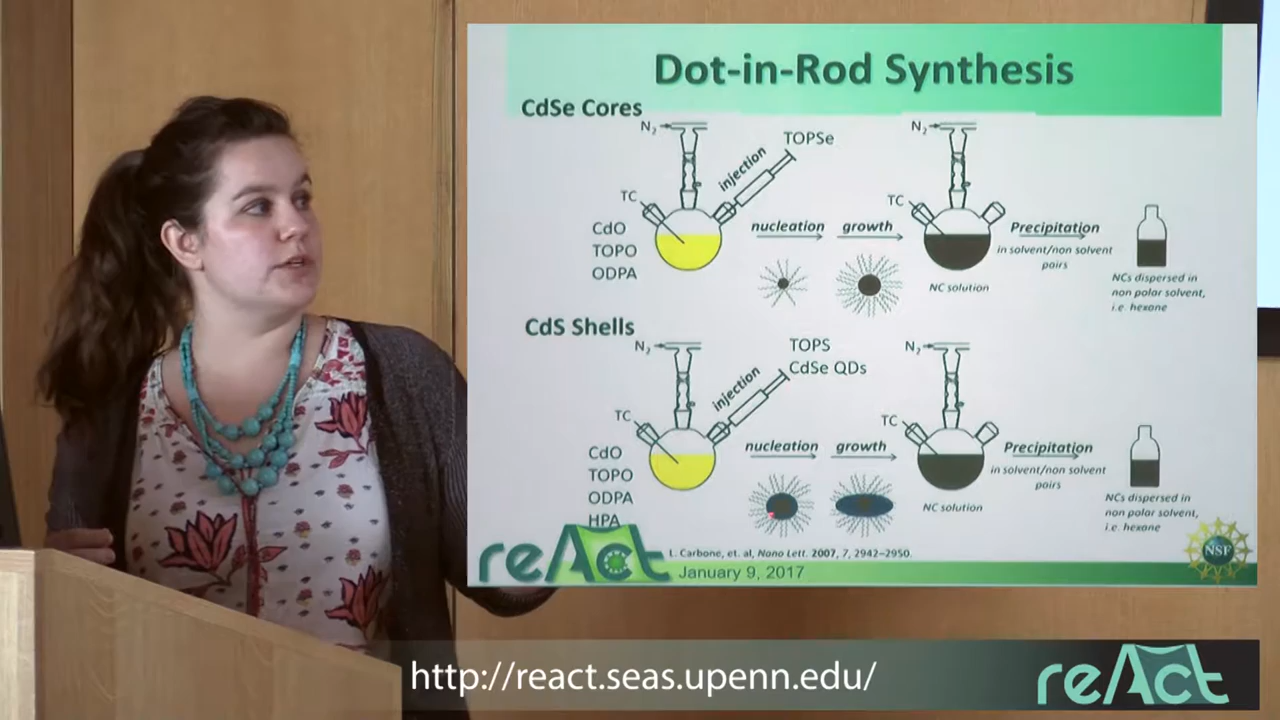 Dot-in-Rod Synthesis
CdSe Cores
N₂
TC
injection
TOPSe
CdO
TOPO
ODPA
nucleation
growth
N₂
TC
NC solution
Precipitation
in solvent/non solvent
pairs
NCs dispersed in
non polar solvent,
i.e. hexane
CdS Shells
N₂
TC
injection
TOPS
CdSe QDs
CdO
TOPO
ODPA
HPA
nucleation
growth
N₂
TC
NC solution
Precipitation
in solvent/non solvent
pairs
NCs dispersed in
non polar solvent,
i.e. hexane
L. Carbone, et. al, Nano Lett. 2007, 7, 2942–2950.
reAct
January 9, 2017
NSF
http://react.seas.upenn.edu/
reAct